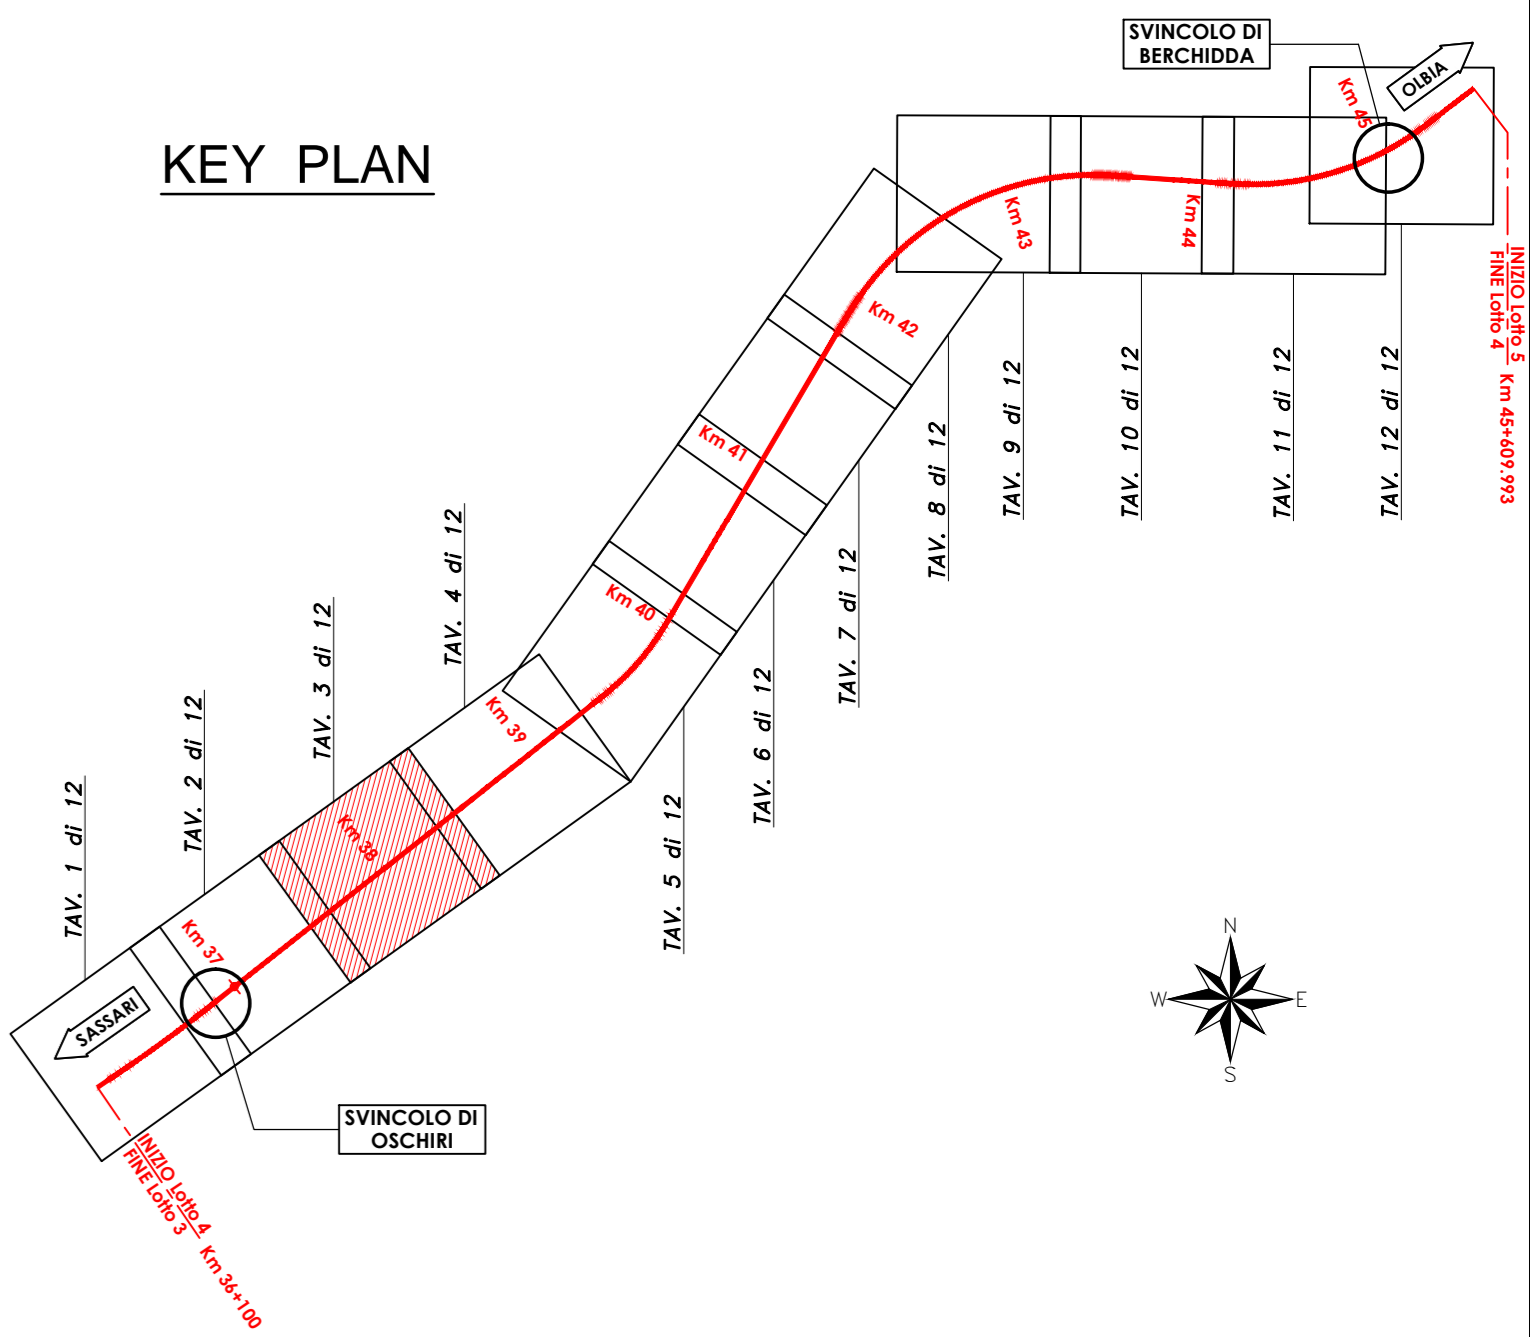 KEY PLAN
SVINCOLO DI
BERCHIDDA
OLBIA
Km 45
Km 44
Km 43
Km 42
Km 41
Km 40
Km 39
Km 38
Km 37
INIZIO Lotto 5
FINE Lotto 4
Km 45+609.993
TAV. 1 di 12
TAV. 2 di 12
TAV. 3 di 12
TAV. 4 di 12
TAV. 5 di 12
TAV. 6 di 12
TAV. 7 di 12
TAV. 8 di 12
TAV. 9 di 12
TAV. 10 di 12
TAV. 11 di 12
TAV. 12 di 12
SASSARI
SVINCOLO DI
OSCHIRI
INIZIO Lotto 4
FINE Lotto 3
Km 36+100
N
W
E
S